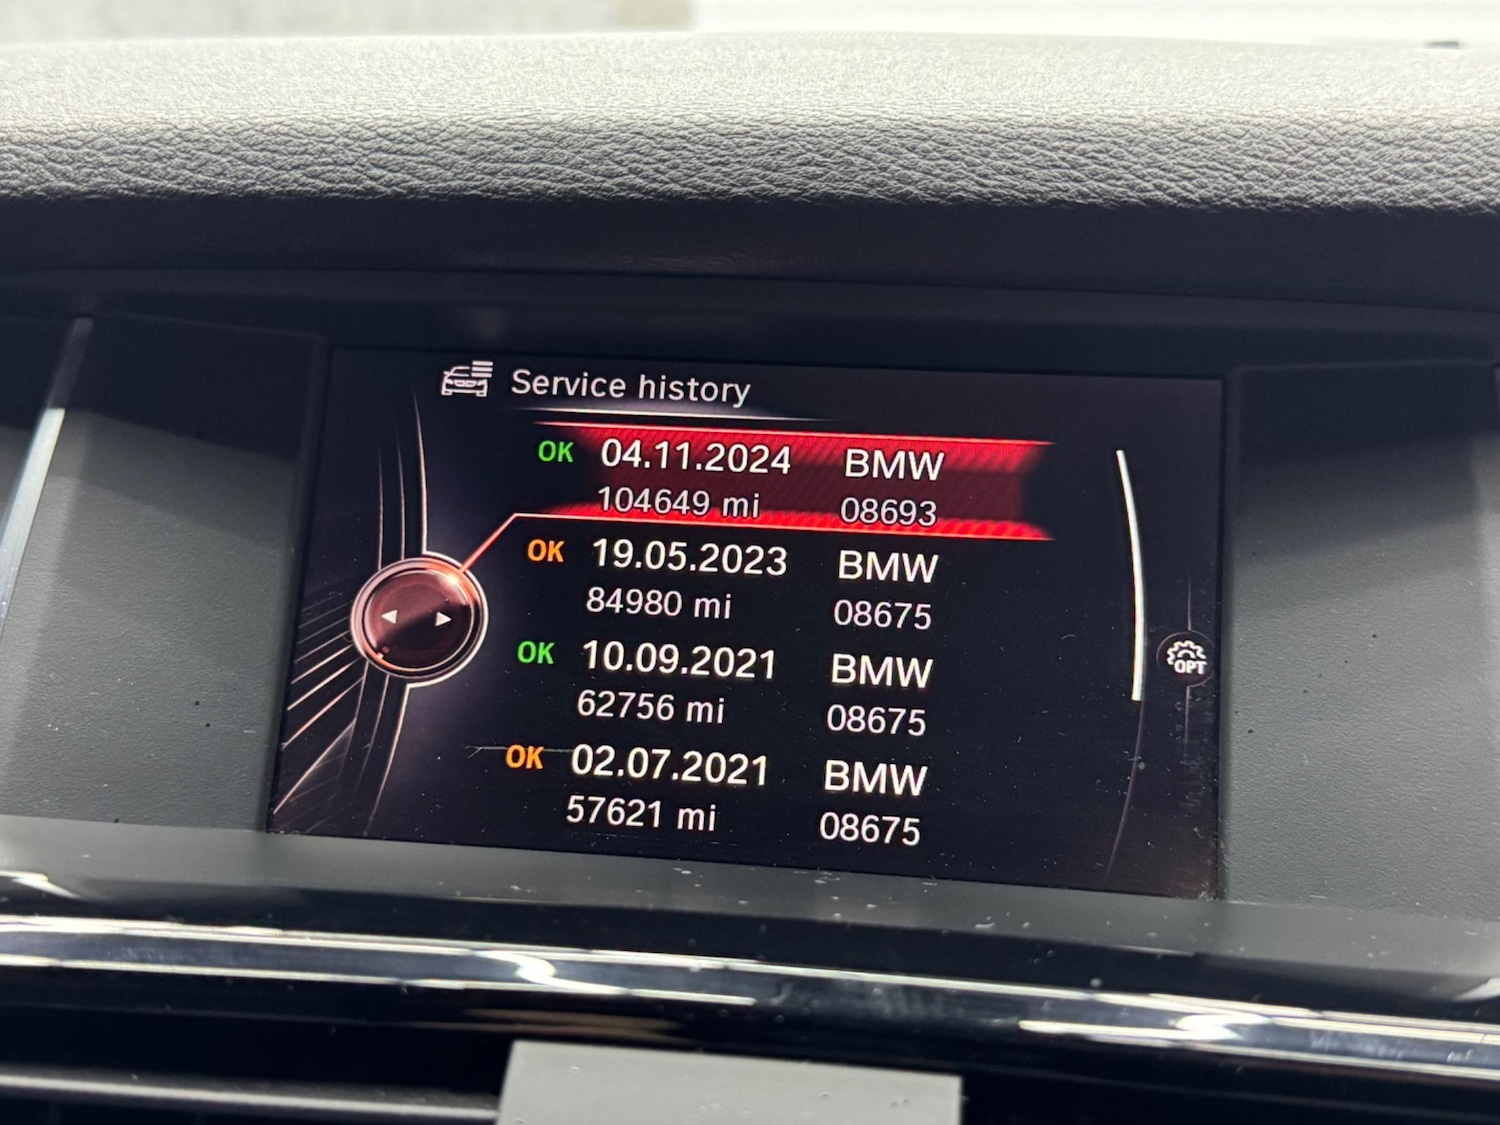 Service history
OK 04.11.2024 BMW
104649 mi 08693
OK 19.05.2023 BMW
84980 mi 08675
OK 10.09.2021 BMW
62756 mi 08675
OPT
OK 02.07.2021 BMW
57621 mi 08675